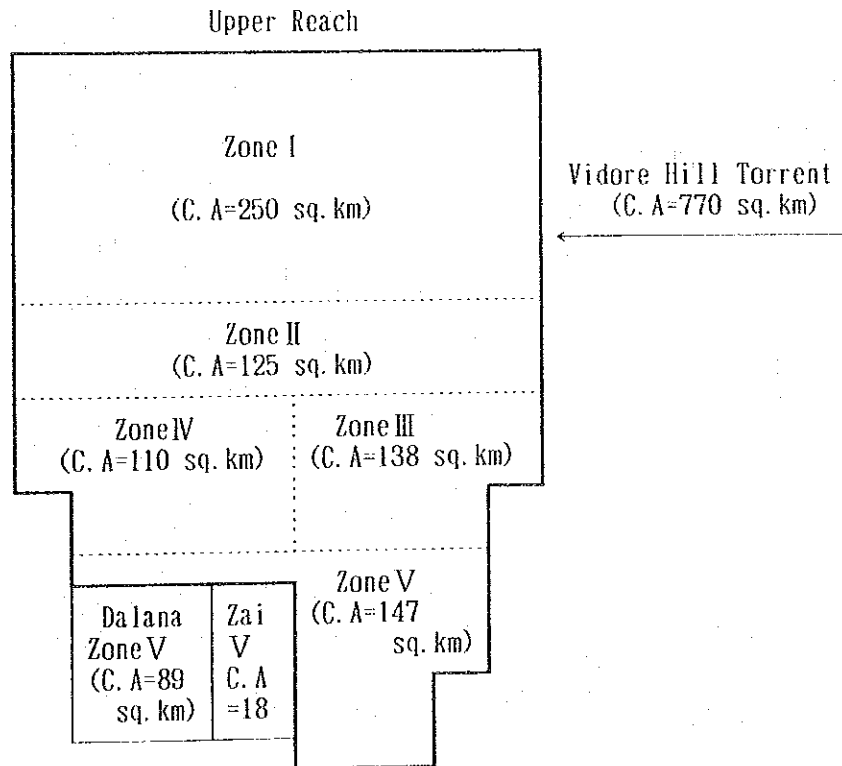 Upper Reach
Zone I
(C. A=250 sq. km)
Vidore Hill Torrent
(C. A=770 sq. km)
Zone II
(C. A=125 sq. km)
Zone IV
(C. A=110 sq. km)
Zone III
(C. A=138 sq. km)
Zone V
(C. A=147
sq. km)
Dalana
Zone V
(C. A=89
sq. km)
Zai
V
C. A
=18